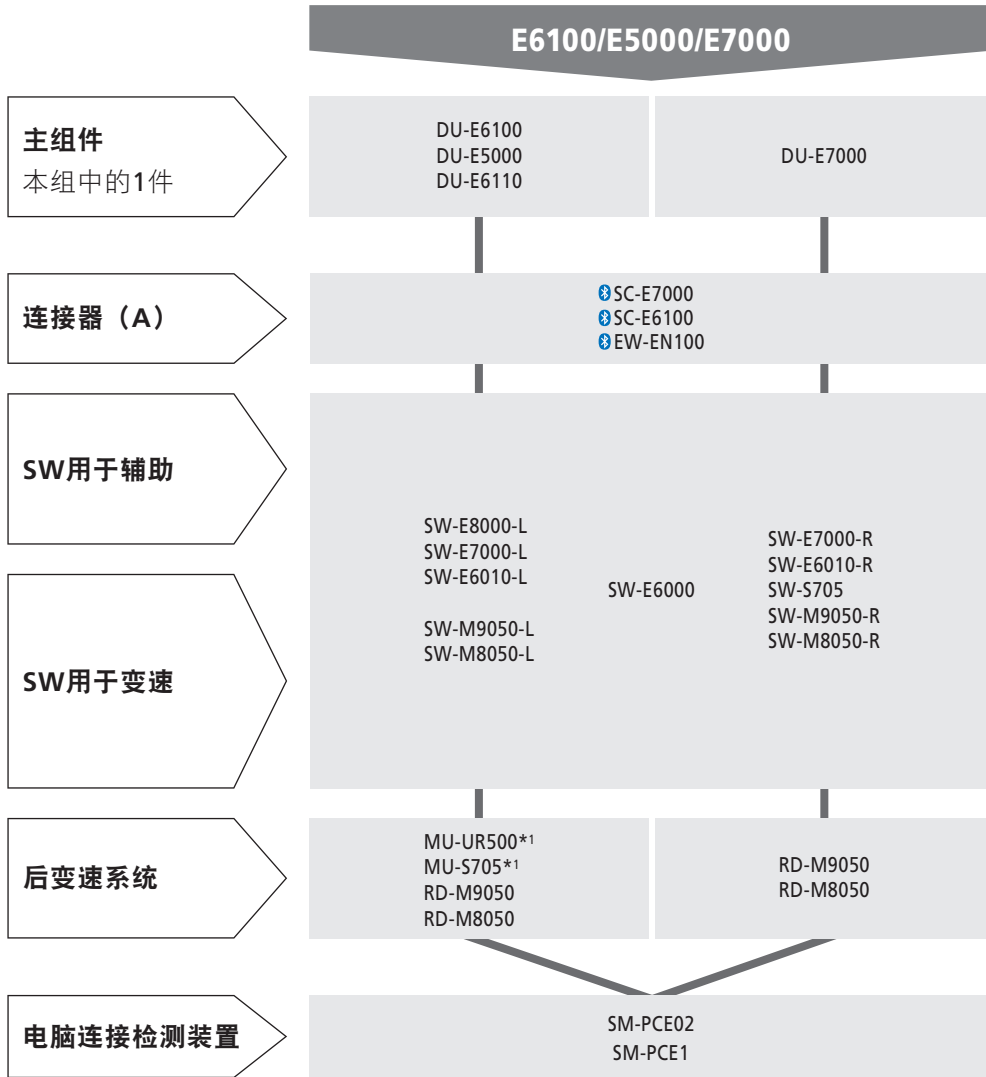 E6100/E5000/E7000
主组件
本组中的1件
DU-E6100
DU-E5000
DU-E6110
DU-E7000
连接器（A）
SC-E7000
SC-E6100
EW-EN100
SW用于辅助
SW用于变速
SW-E8000-L
SW-E7000-L
SW-E6010-L
SW-M9050-L
SW-M8050-L
SW-E6000
SW-E7000-R
SW-E6010-R
SW-S705
SW-M9050-R
SW-M8050-R
后变速系统
MU-UR500*1
MU-S705*1
RD-M9050
RD-M8050
RD-M9050
RD-M8050
电脑连接检测装置
SM-PCE02
SM-PCE1